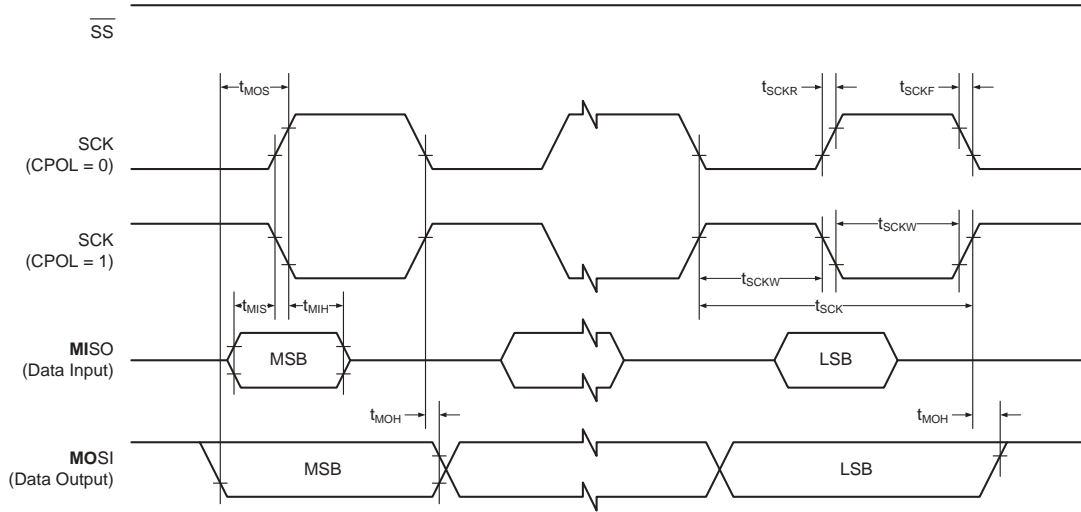 SS
tMOS
tSCKR
tSCKF
SCK
(CPOL = 0)
SCK
(CPOL = 1)
tSCKW
tSCKW
tSCK
tMIS
tMIH
MISO
(Data Input)
MSB
LSB
tMOH
tMOH
MOSI
(Data Output)
MSB
LSB